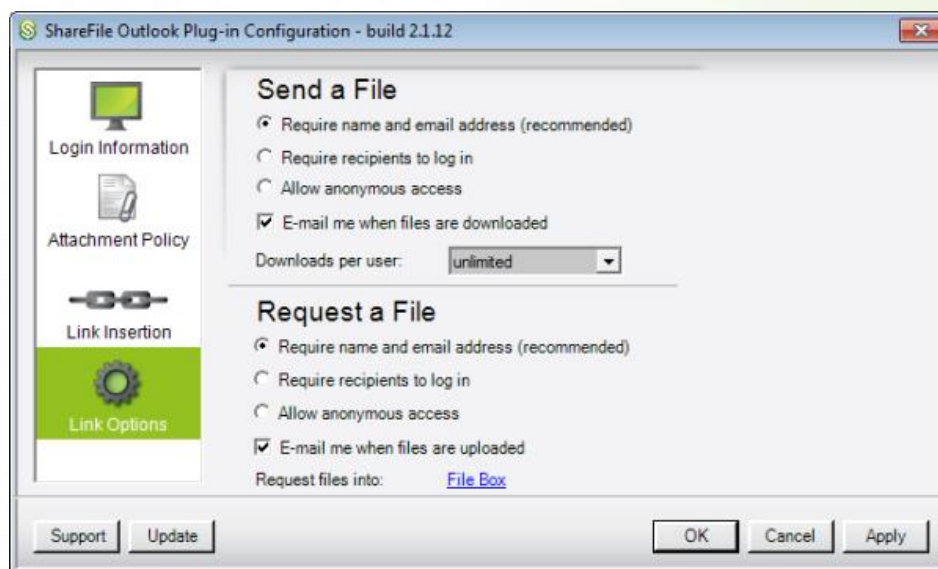 ShareFile Outlook Plug-in Configuration - build 2.1.12
Login Information
Attachment Policy
Link Insertion
Link Options
Send a File
Require name and email address (recommended)
Require recipients to log in
Allow anonymous access
E-mail me when files are downloaded
Downloads per user: unlimited
Request a File
Require name and email address (recommended)
Require recipients to log in
Allow anonymous access
E-mail me when files are uploaded
Request files into: File Box
Support Update OK Cancel Apply